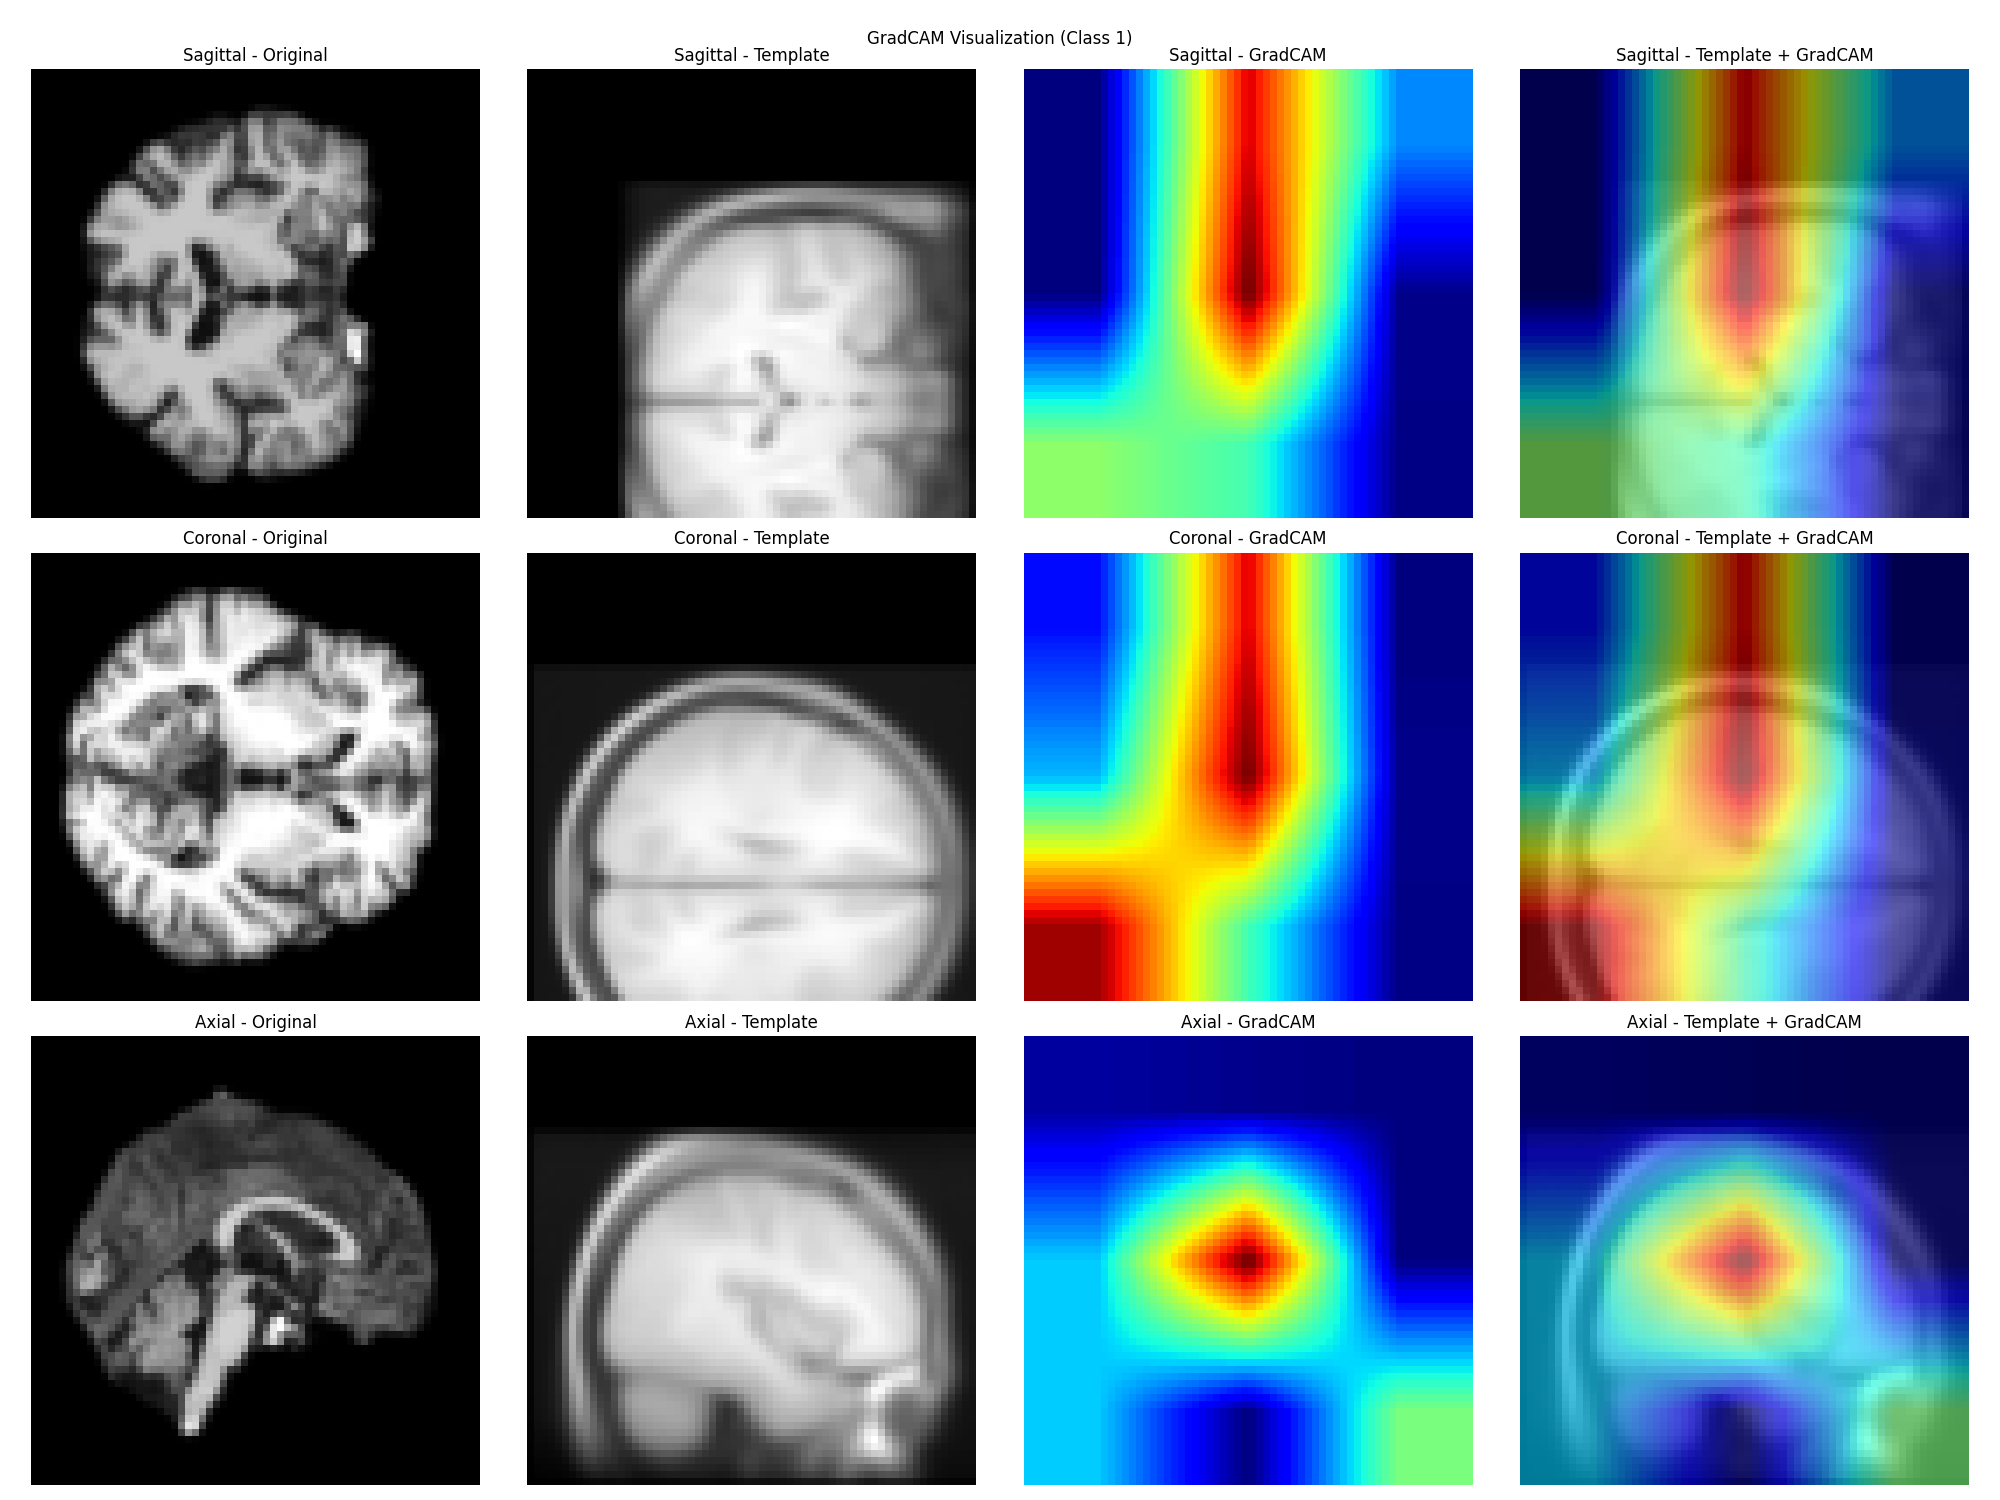 GradCAM Visualization (Class 1)
Sagittal - Original
Sagittal - Template
Sagittal - GradCAM
Sagittal - Template + GradCAM
Coronal - Original
Coronal - Template
Coronal - GradCAM
Coronal - Template + GradCAM
Axial - Original
Axial - Template
Axial - GradCAM
Axial - Template + GradCAM